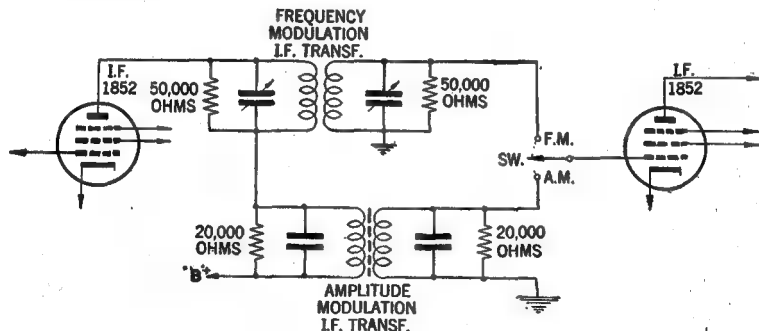 FREQUENCY
MODULATION
I.F. TRANSF.
I.F.
1852
50,000
OHMS
50,000
OHMS
I.F.
1852
F.M.
SW.
A.M.
20,000
OHMS
20,000
OHMS
"B"+
AMPLITUDE
MODULATION
I.F. TRANSF.